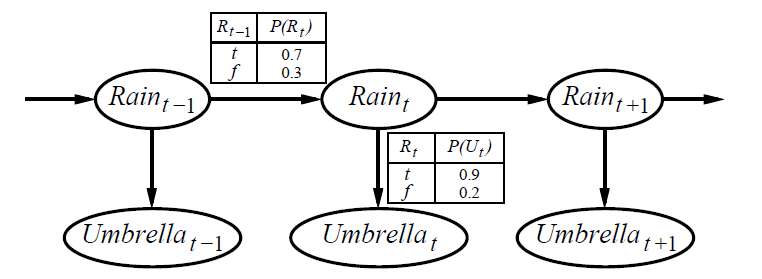 R_{t-1} P(R_t)
t 0.7
f 0.3
Rain_{t-1} Rain_t Rain_{t+1}
R_t P(U_t)
t 0.9
f 0.2
Umbrella_{t-1} Umbrella_t Umbrella_{t+1}